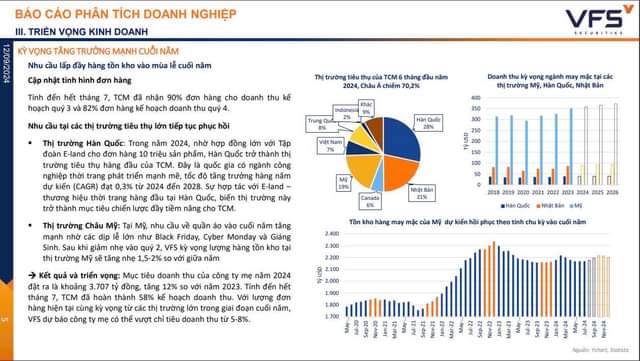 BÁO CÁO PHÂN TÍCH DOANH NGHIỆP
VFS
SECURITIES
III. TRIỂN VỌNG KINH DOANH
12/09/2024
KỲ VỌNG TĂNG TRƯỞNG MẠNH CUỐI NĂM
Nhu cầu lấp đầy hàng tồn kho vào mùa lễ cuối năm
Cập nhật tình hình đơn hàng
Tính đến hết tháng 7, TCM đã nhận 90% đơn hàng cho doanh thu kế
hoạch quý 3 và 82% đơn hàng kế hoạch doanh thu quý 4.
Nhu cầu tại các thị trường tiêu thụ lớn tiếp tục phục hồi
• Thị trường Hàn Quốc: Trong năm 2024, nhờ hợp đồng lớn với Tập
đoàn E-land cho đơn hàng 10 triệu sản phẩm, Hàn Quốc trở thành thị
trường tiêu thụ hàng đầu của TCM. Đây là quốc gia có ngành công
nghiệp thời trang phát triển mạnh mẽ, tốc độ tăng trưởng hàng năm
dự kiến (CAGR) đạt 0,3% từ 2024 đến 2028. Sự hợp tác với E-land –
thương hiệu thời trang hàng đầu tại Hàn Quốc, biến thị trường này
trở thành mục tiêu chiến lược đầy tiềm năng cho TCM.
• Thị trường Châu Mỹ: Tại Mỹ, nhu cầu về quần áo vào cuối năm tăng
mạnh nhờ các dịp lễ lớn như Black Friday, Cyber Monday và Giáng
Sinh. Sau khi giảm nhẹ vào quý 2, VFS kỳ vọng lượng hàng tồn kho tại
thị trường Mỹ sẽ tăng nhẹ 1,5-2% so với giữa năm
➔ Kết quả và triển vọng: Mục tiêu doanh thu của công ty mẹ năm 2024
đặt ra là khoảng 3.707 tỷ đồng, tăng 12% so với năm 2023. Tính đến hết
tháng 7, TCM đã hoàn thành 58% kế hoạch doanh thu. Với lượng đơn
hàng hiện tại cùng kỳ vọng từ các thị trường lớn trong giai đoạn cuối năm,
VFS dự báo công ty mẹ có thể vượt chỉ tiêu doanh thu từ 5-8%.
5
Thị trường tiêu thụ của TCM 6 tháng đầu năm
2024, Châu Á chiếm 70,2%
Hàn Quốc
28%
Nhật Bản
21%
Canada
6%
Mỹ
19%
Việt Nam
7%
Trung Quốc
8%
Indonesia
2%
Khác
9%
Doanh thu kỳ vọng ngành may mặc tại các
thị trường Mỹ, Hàn Quốc, Nhật Bản
Tỷ USD
400
350
300
250
200
150
100
50
0
2018 2019 2020 2021 2022 2023 2024 2025 2026
Hàn Quốc Nhật Bản Mỹ
Tồn kho hàng may mặc của Mỹ dự kiến hồi phục theo tính chu kỳ vào cuối năm
Tỷ USD
2.400
2.300
2.200
2.100
2.000
1.900
1.800
1.700
May-20 Jul-20 Sep-20 Nov-20 Jan-21 Mar-21 May-21 Jul-21 Sep-21 Nov-21 Jan-22 Mar-22 May-22 Jul-22 Sep-22 Nov-22 Jan-23 Mar-23 May-23 Jul-23 Sep-23 Nov-23 Jan-24 Mar-24 May-24 Jul-24 Sep-24 Nov-24
Nguồn: Ycharts, Statista